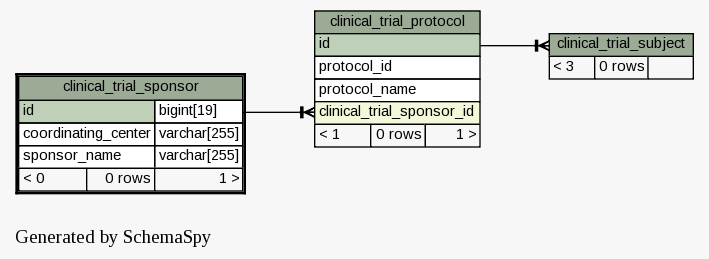 clinical_trial_protocol
id
protocol_id
protocol_name
clinical_trial_sponsor_id
< 1 0 rows 1 >
clinical_trial_subject
< 3 0 rows
clinical_trial_sponsor
id bigint[19]
coordinating_center varchar[255]
sponsor_name varchar[255]
< 0 0 rows 1 >
Generated by SchemaSpy